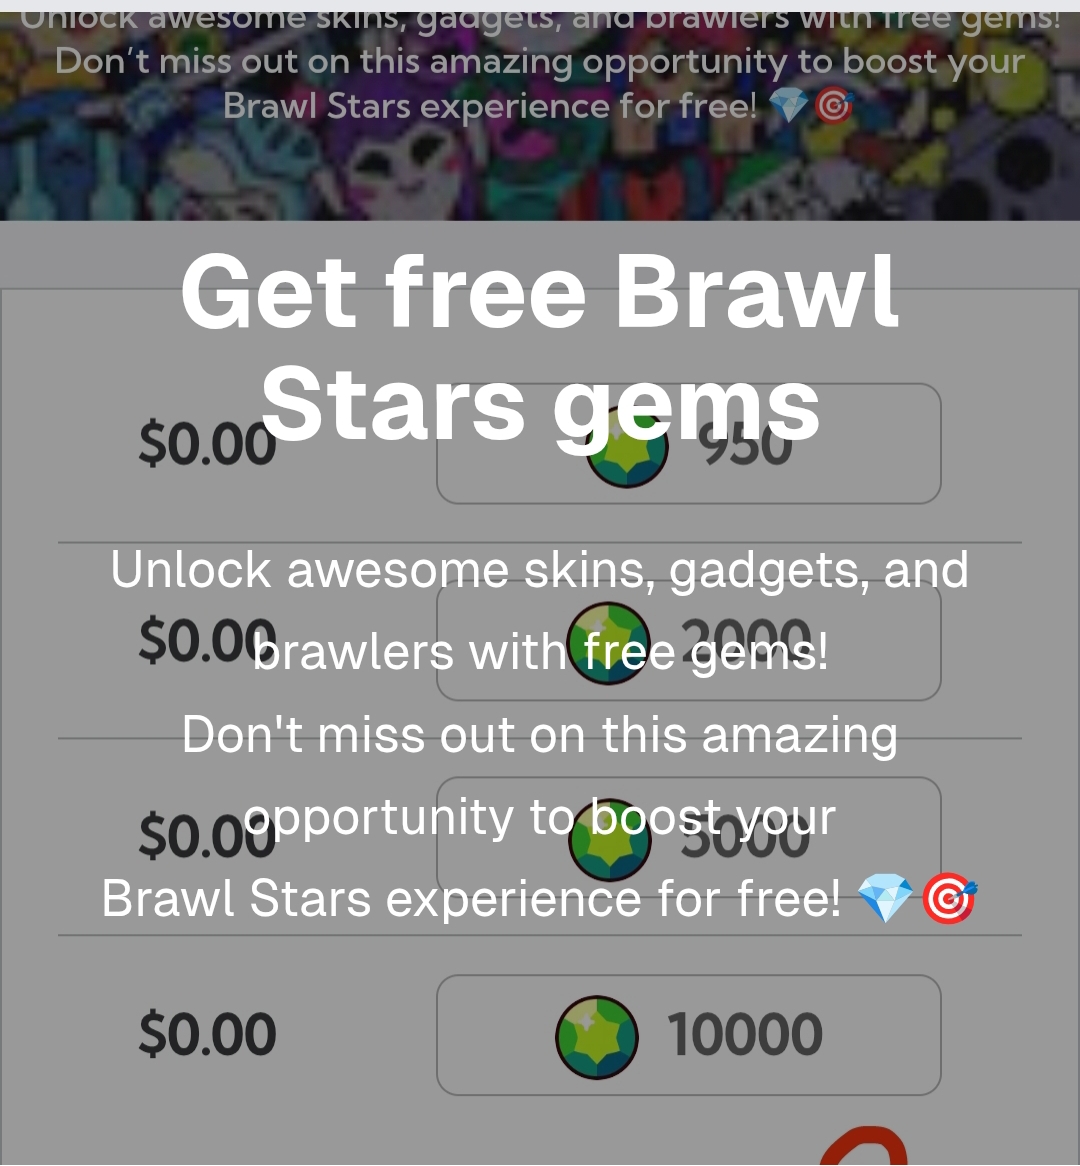 Unlock awesome skins, gadgets, and brawlers with free gems!
Don’t miss out on this amazing opportunity to boost your
Brawl Stars experience for free! 💎🎯
Get free Brawl
Stars gems
$0.00 950
Unlock awesome skins, gadgets, and
$0.00 2000
brawlers with free gems!
Don't miss out on this amazing
opportunity to boost your
$0.00 5000
Brawl Stars experience for free! 💎🎯
$0.00 10000